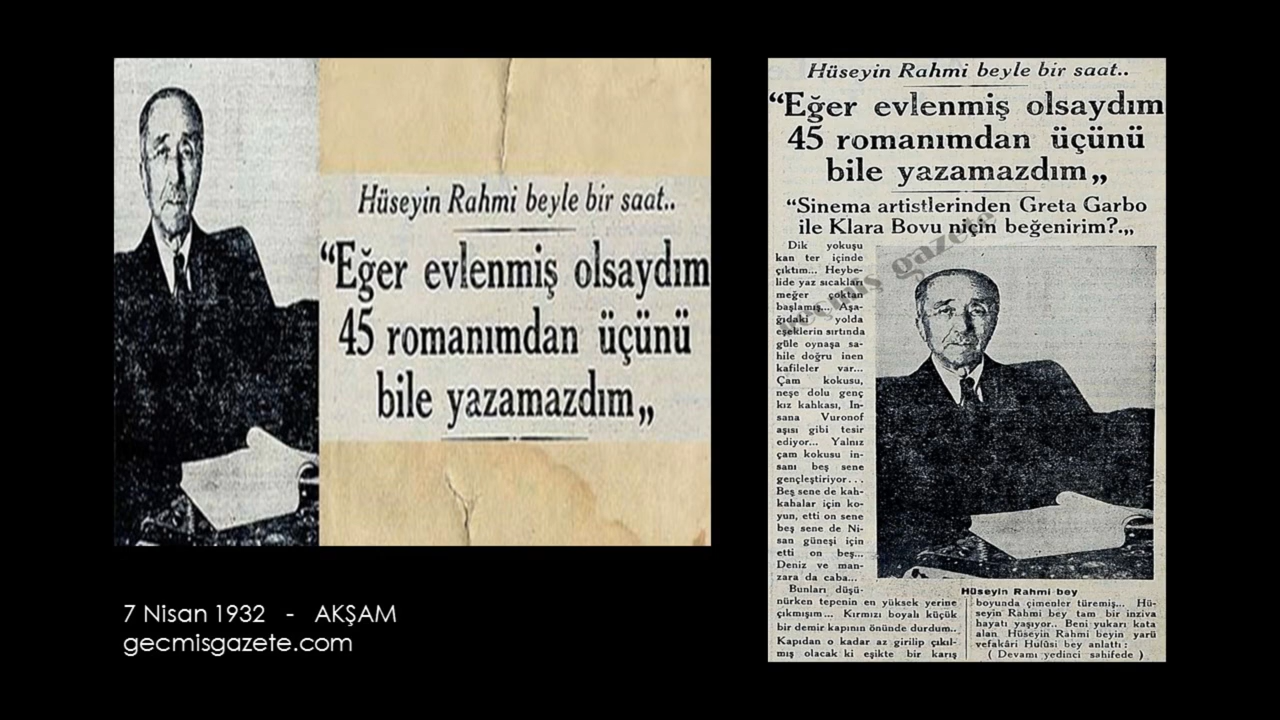 Hüseyin Rahmi beyle bir saat..
“Eğer evlenmiş olsaydım
45 romanımdan üçünü
bile yazamazdım„
7 Nisan 1932 - AKŞAM
gecmisgazete.com
Hüseyin Rahmi beyle bir saat..
“Eğer evlenmiş olsaydım
45 romanımdan üçünü
bile yazamazdım„
“Sinema artistlerinden Greta Garbo
ile Klara Bovu niçin beğenirim?.„
Dik yokuşu
kan ter içinde
çıktım... Heybe-
lide yaz sıcakları
meğer çoktan
başlamış... Aşa-
ğıdaki yolda
eşeklerin sırtında
güle oynaşa sa-
hile doğru inen
kafileler var...
Çam kokusu,
neşe dolu genç
kız kahkası, In-
sana Vuronof
aşısı gibi tesir
ediyor... Yalnız
çam kokusu in-
sanı beş sene
gençleştiriyor...
Beş sene de kah-
kahalar için ko-
yun, etti on sene
beş sene de Ni-
san güneşi için
etti on beş...
Deniz ve man-
zara da caba...
Bunları düşü-
nürken tepenin en yüksek yerine
çıkmışım... Kırmızı boyalı küçük
bir demir kapının önünde durdum..
Kapıdan o kadar az girilip çıkıl-
mış olacak ki eşikte bir karış
Hüseyin Rahmi bey
boyunda çimenler türemiş... Hü-
seyin Rahmi bey tam bir inziva
hayatı yaşıyor.. Beni yukarı kata
alan Hüseyin Rahmi beyin yarü
vefakâri Hulûsi bey anlattı :
( Devamı yedinci sahifede )
geçmiş gazete